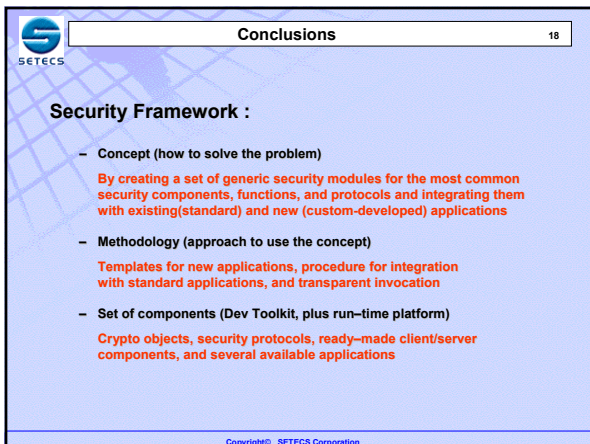 Conclusions
18
SETECS
Security Framework :
– Concept (how to solve the problem)
By creating a set of generic security modules for the most common
security components, functions, and protocols and integrating them
with existing(standard) and new (custom-developed) applications
– Methodology (approach to use the concept)
Templates for new applications, procedure for integration
with standard applications, and transparent invocation
– Set of components (Dev Toolkit, plus run–time platform)
Crypto objects, security protocols, ready–made client/server
components, and several available applications
Copyright© SETECS Corporation